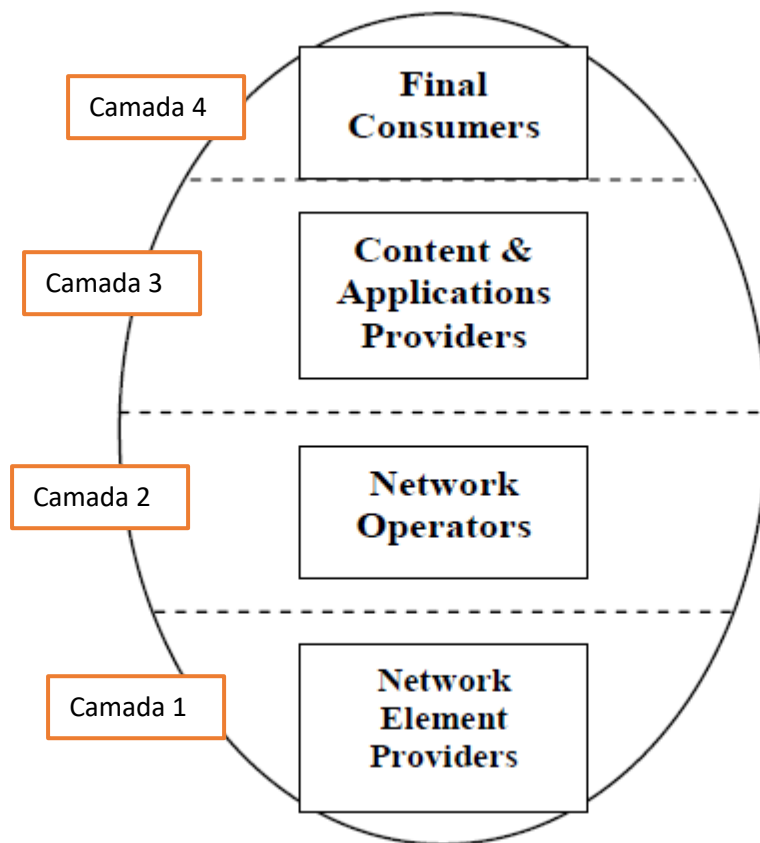 Camada 4
Final
Consumers
Camada 3
Content &
Applications
Providers
Camada 2
Network
Operators
Camada 1
Network
Element
Providers